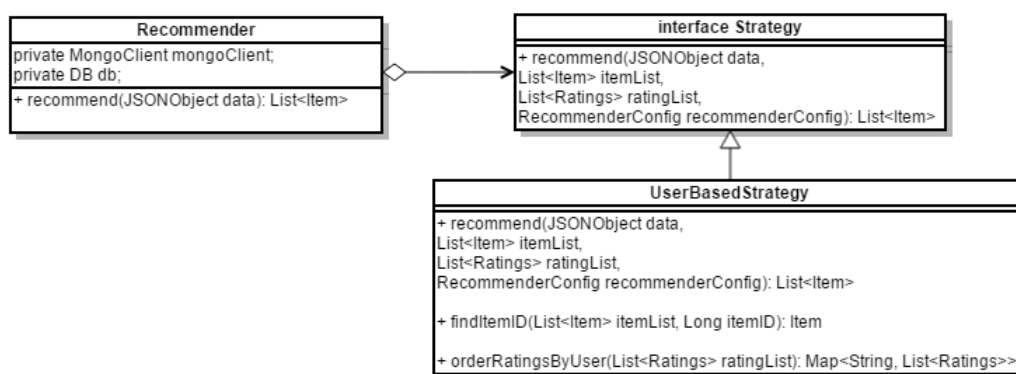 Recommender
private MongoClient mongoClient;
private DB db;
+ recommend(JSONObject data): List<Item>
interface Strategy
+ recommend(JSONObject data,
List<Item> itemList,
List<Ratings> ratingList,
RecommenderConfig recommenderConfig): List<Item>
UserBasedStrategy
+ recommend(JSONObject data,
List<Item> itemList,
List<Ratings> ratingList,
RecommenderConfig recommenderConfig): List<Item>
+ findItemID(List<Item> itemList, Long itemID): Item
+ orderRatingsByUser(List<Ratings> ratingList): Map<String, List<Ratings>>